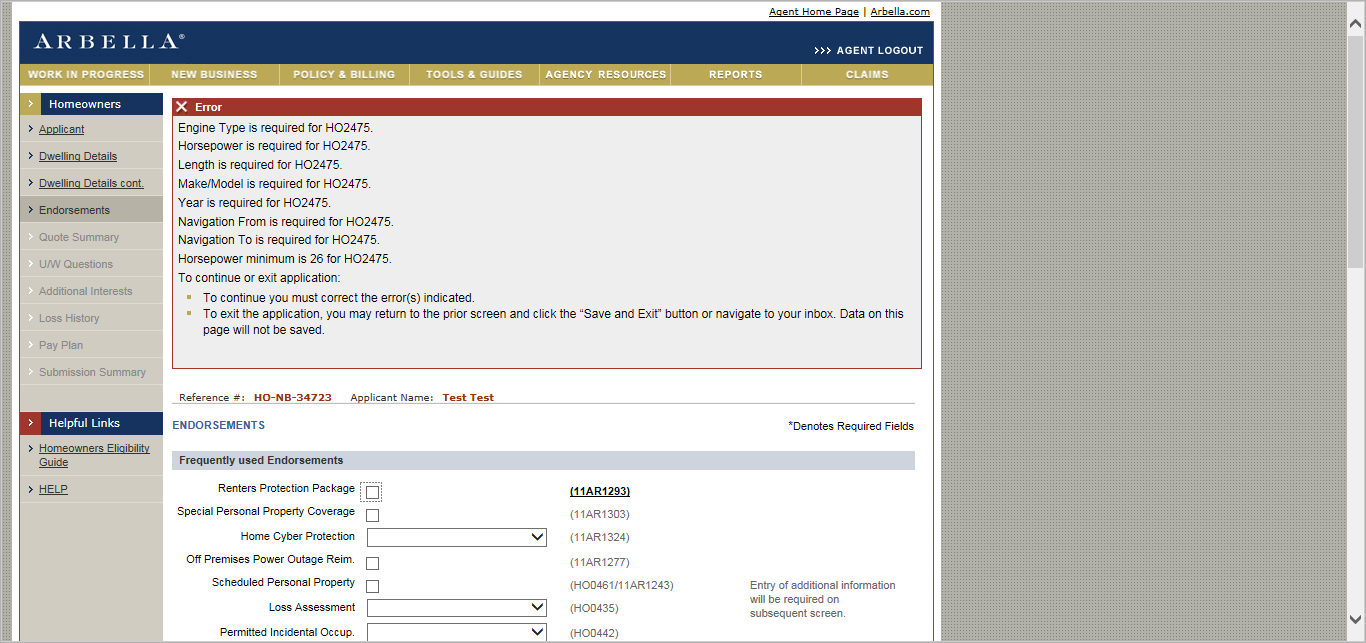 Agent Home Page | Arbella.com
ARBELLA®
>>> AGENT LOGOUT
WORK IN PROGRESS NEW BUSINESS POLICY & BILLING TOOLS & GUIDES AGENCY RESOURCES REPORTS CLAIMS
Homeowners
Applicant
Dwelling Details
Dwelling Details cont.
Endorsements
Quote Summary
U/W Questions
Additional Interests
Loss History
Pay Plan
Submission Summary
Helpful Links
Homeowners Eligibility
Guide
HELP
Error
Engine Type is required for HO2475.
Horsepower is required for HO2475.
Length is required for HO2475.
Make/Model is required for HO2475.
Year is required for HO2475.
Navigation From is required for HO2475.
Navigation To is required for HO2475.
Horsepower minimum is 26 for HO2475.
To continue or exit application:
To continue you must correct the error(s) indicated.
To exit the application, you may return to the prior screen and click the “Save and Exit” button or navigate to your inbox. Data on this
page will not be saved.
Reference #: HO-NB-34723 Applicant Name: Test Test
ENDORSEMENTS
*Denotes Required Fields
Frequently used Endorsements
Renters Protection Package (11AR1293)
Special Personal Property Coverage (11AR1303)
Home Cyber Protection (11AR1324)
Off Premises Power Outage Reim. (11AR1277)
Scheduled Personal Property (HO0461/11AR1243) Entry of additional information
will be required on
subsequent screen.
Loss Assessment (HO0435)
Permitted Incidental Occup. (HO0442)